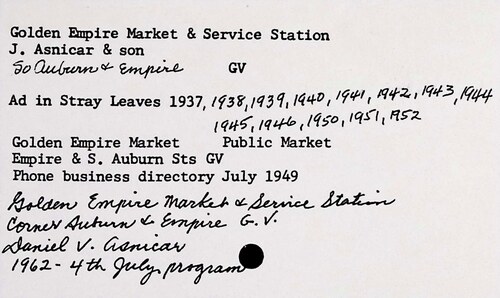 Golden Empire Market & Service Station
J. Asnicar & son
So Auburn & Empire GV
Ad in Stray Leaves 1937, 1938, 1939, 1940, 1941, 1942, 1943, 1944
1945, 1946, 1950, 1951, 1952
Golden Empire Market Public Market
Empire & S. Auburn Sts GV
Phone business directory July 1949
Golden Empire Market & Service Station
Corner Auburn & Empire G.V.
Daniel V. Asnicar
1962 - 4th July program